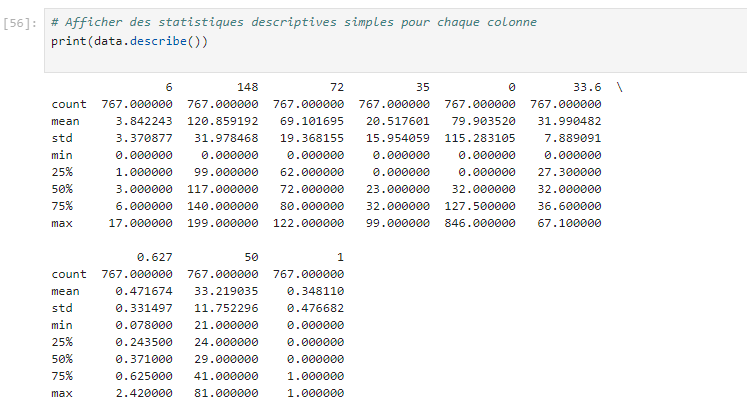 [56]: # Afficher des statistiques descriptives simples pour chaque colonne
print(data.describe())
6 148 72 35 0 33.6 \
count 767.000000 767.000000 767.000000 767.000000 767.000000 767.000000
mean 3.842243 120.859192 69.101695 20.517601 79.903520 31.990482
std 3.370877 31.978468 19.368155 15.954059 115.283105 7.889091
min 0.000000 0.000000 0.000000 0.000000 0.000000 0.000000
25% 1.000000 99.000000 62.000000 0.000000 0.000000 27.300000
50% 3.000000 117.000000 72.000000 23.000000 32.000000 32.000000
75% 6.000000 140.000000 80.000000 32.000000 127.500000 36.600000
max 17.000000 199.000000 122.000000 99.000000 846.000000 67.100000
0.627 50 1
count 767.000000 767.000000 767.000000
mean 0.471674 33.219035 0.348110
std 0.331497 11.752296 0.476682
min 0.078000 21.000000 0.000000
25% 0.243500 24.000000 0.000000
50% 0.371000 29.000000 0.000000
75% 0.625000 41.000000 1.000000
max 2.420000 81.000000 1.000000